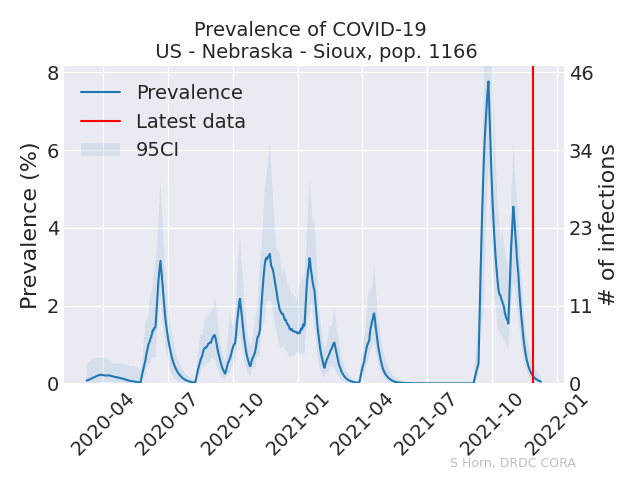 Prevalence of COVID-19
US - Nebraska - Sioux, pop. 1166
Prevalence
Latest data
95CI
Prevalence (%)
# of infections
8
6
4
2
0
46
34
23
11
0
2020-04
2020-07
2020-10
2021-01
2021-04
2021-07
2021-10
2022-01
S Horn, DRDC CORA